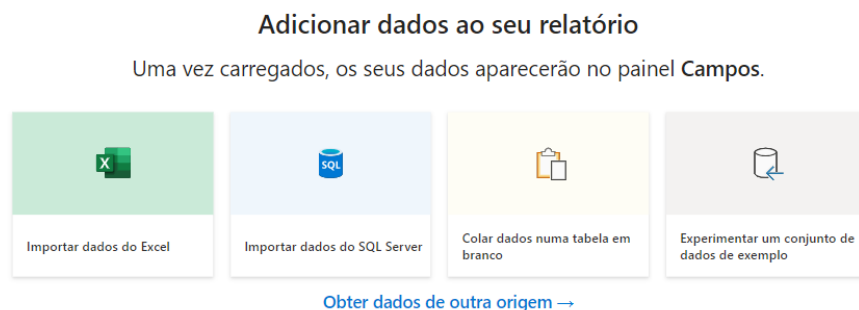 Adicionar dados ao seu relatório
Uma vez carregados, os seus dados aparecerão no painel Campos.
X
SQL
Importar dados do Excel
Importar dados do SQL Server
Colar dados numa tabela em
branco
Experimentar um conjunto de
dados de exemplo
Obter dados de outra origem →